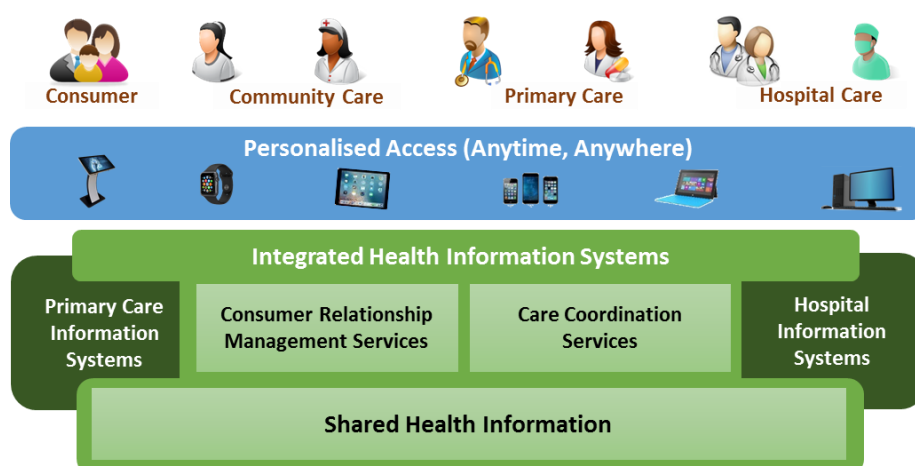 Consumer
Community Care
Primary Care
Hospital Care
Personalised Access (Anytime, Anywhere)
Integrated Health Information Systems
Primary Care
Information
Systems
Consumer Relationship
Management Services
Care Coordination
Services
Hospital
Information
Systems
Shared Health Information